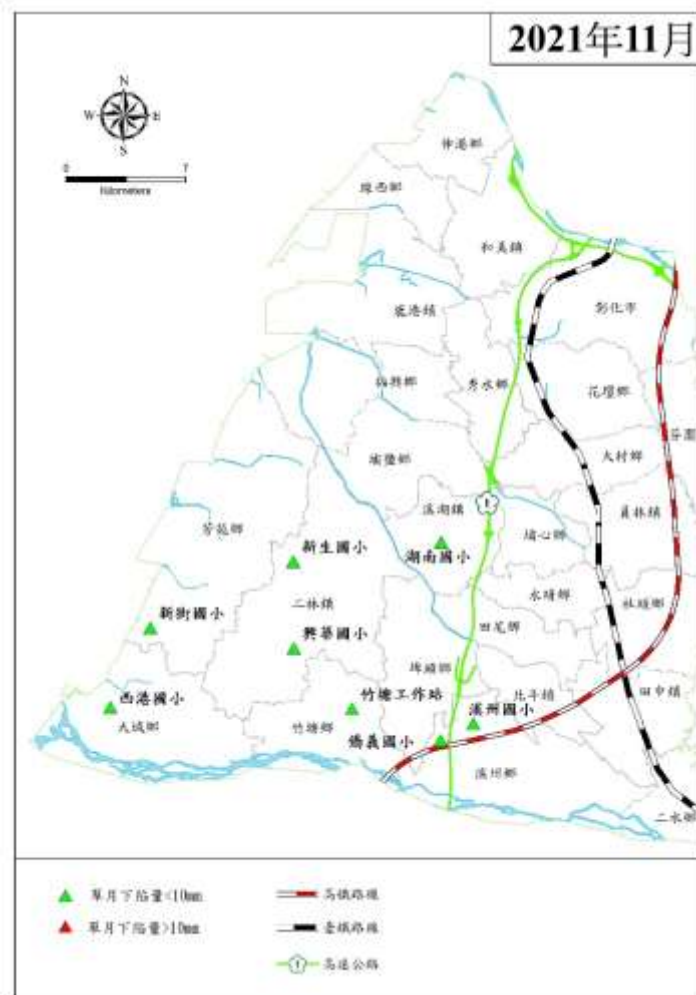 2021年11月
N
W E
S
0 7
Kilometers
伸港鄉
線西鄉
和美鎮
彰化市
鹿港鎮
福興鄉
秀水鄉
花壇鄉
芬園
大村鄉
埔鹽鄉
員林鎮
溪湖鎮
芳苑鄉
埔心鄉
新生國小
湖南國小
永靖鄉
社頭鄉
二林鎮
新街國小
田尾鄉
興華國小
埤頭鄉
北斗鎮
田中鎮
竹塘工作站
西港國小
溪州國小
大城鄉
竹塘鄉
僑義國小
溪州鄉
二水鄉
單月下陷量<10mm
高鐵路線
單月下陷量>10mm
臺鐵路線
1 高速公路